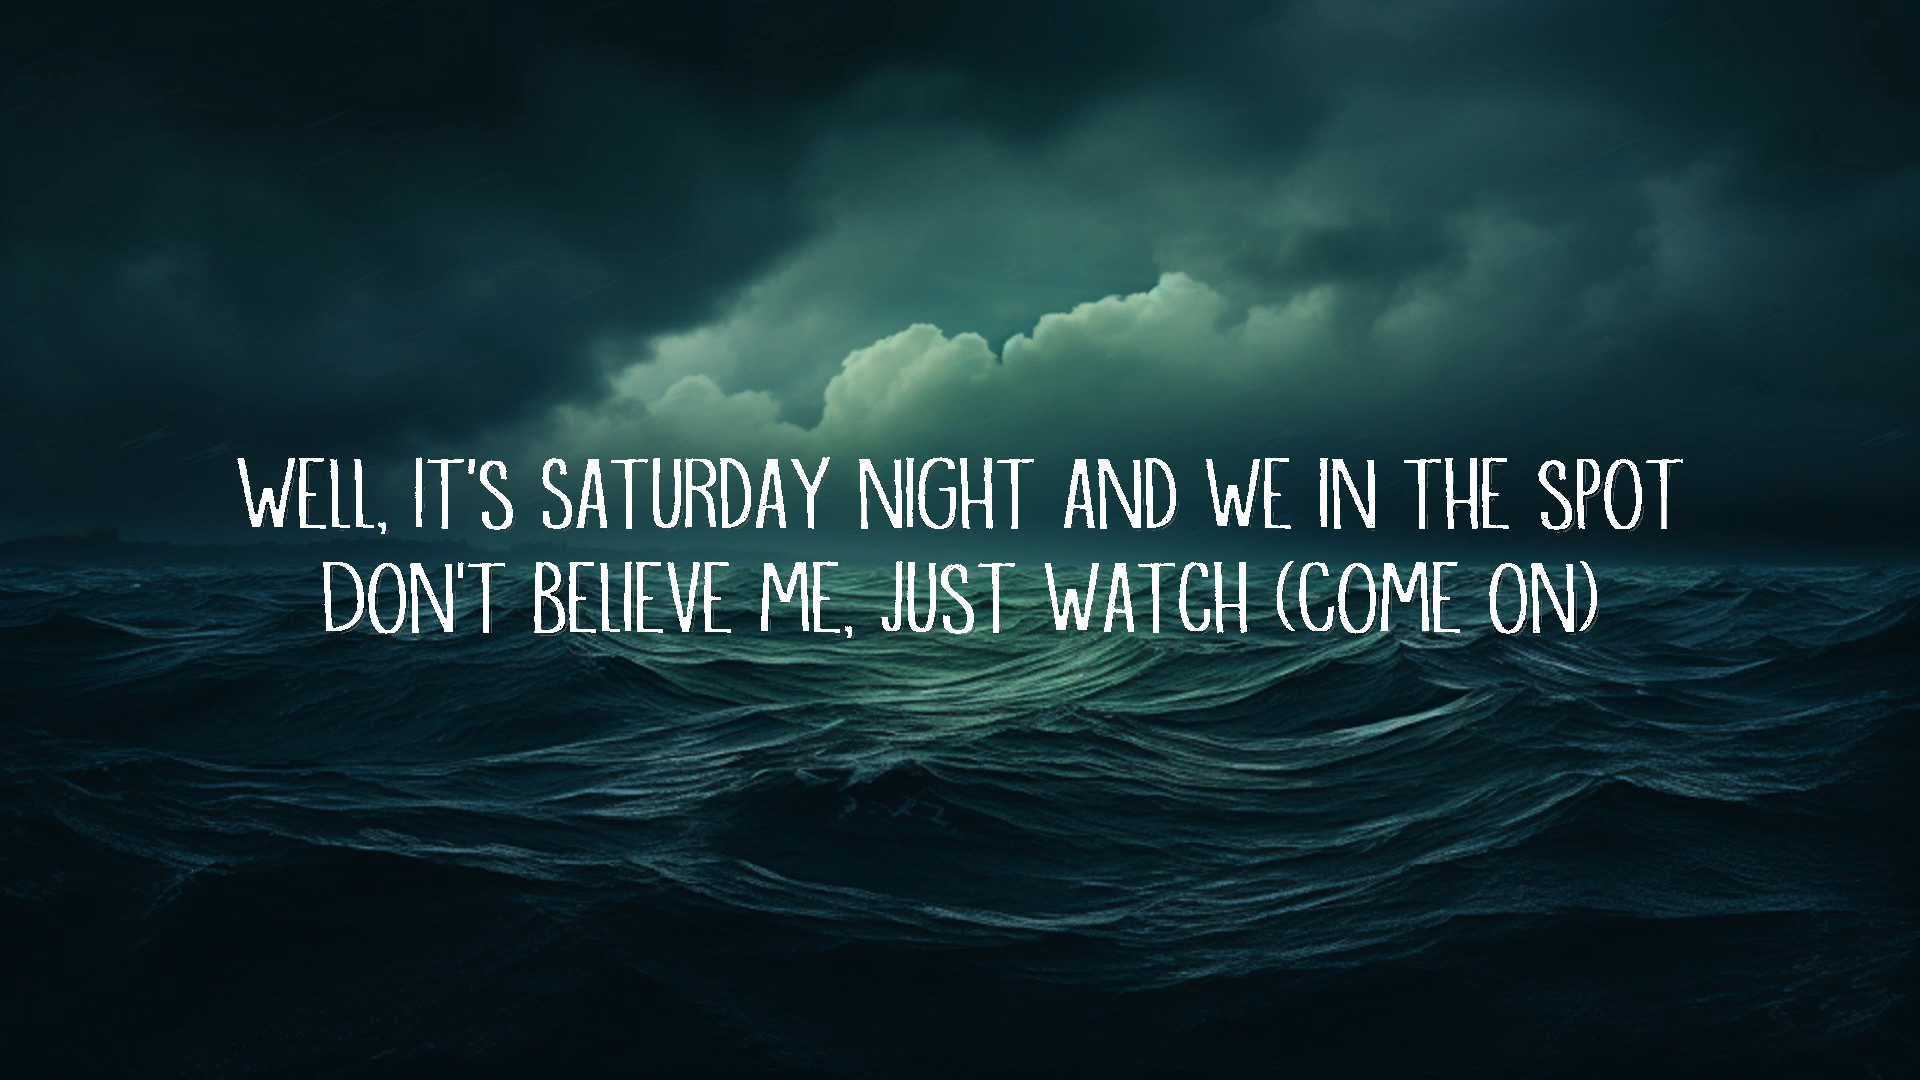 WELL, IT'S SATURDAY NIGHT AND WE IN THE SPOT
DON'T BELIEVE ME, JUST WATCH (COME ON)